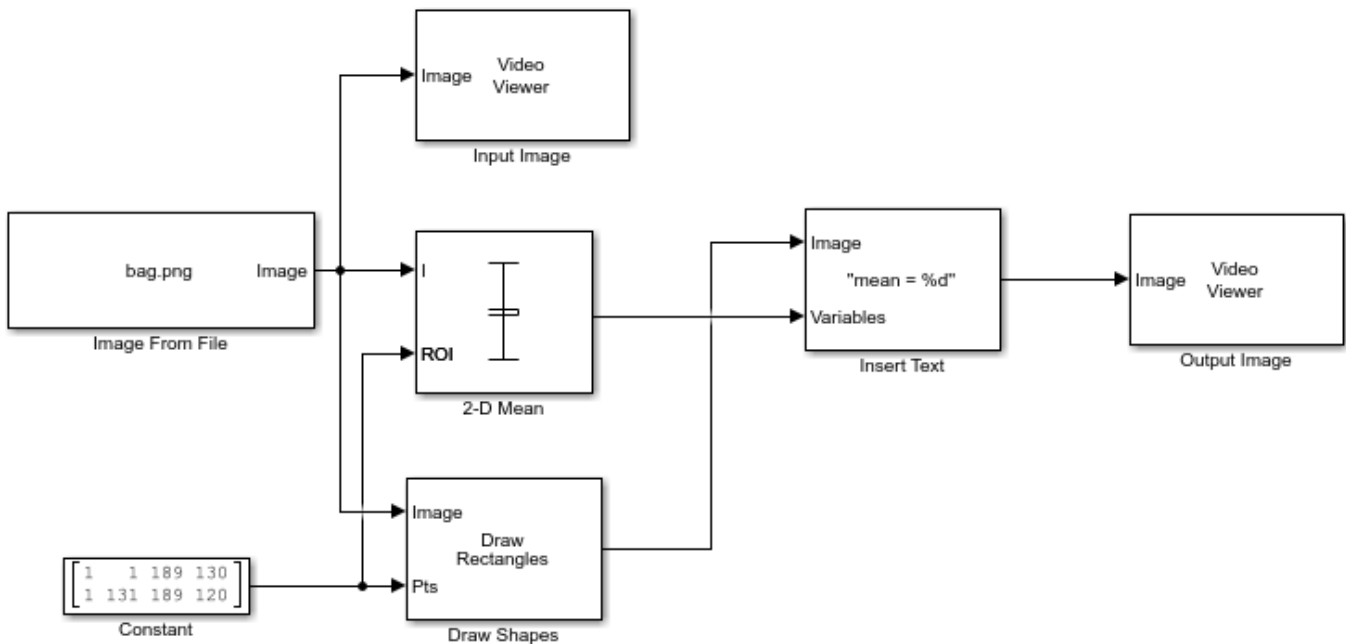 Video
Viewer
Image
Input Image
bag.png
Image
Image From File
I
ROI
2-D Mean
Image
"mean = %d"
Variables
Insert Text
Image
Video
Viewer
Output Image
Image
Draw
Rectangles
Pts
Draw Shapes
1 1 189 130
1 131 189 120
Constant